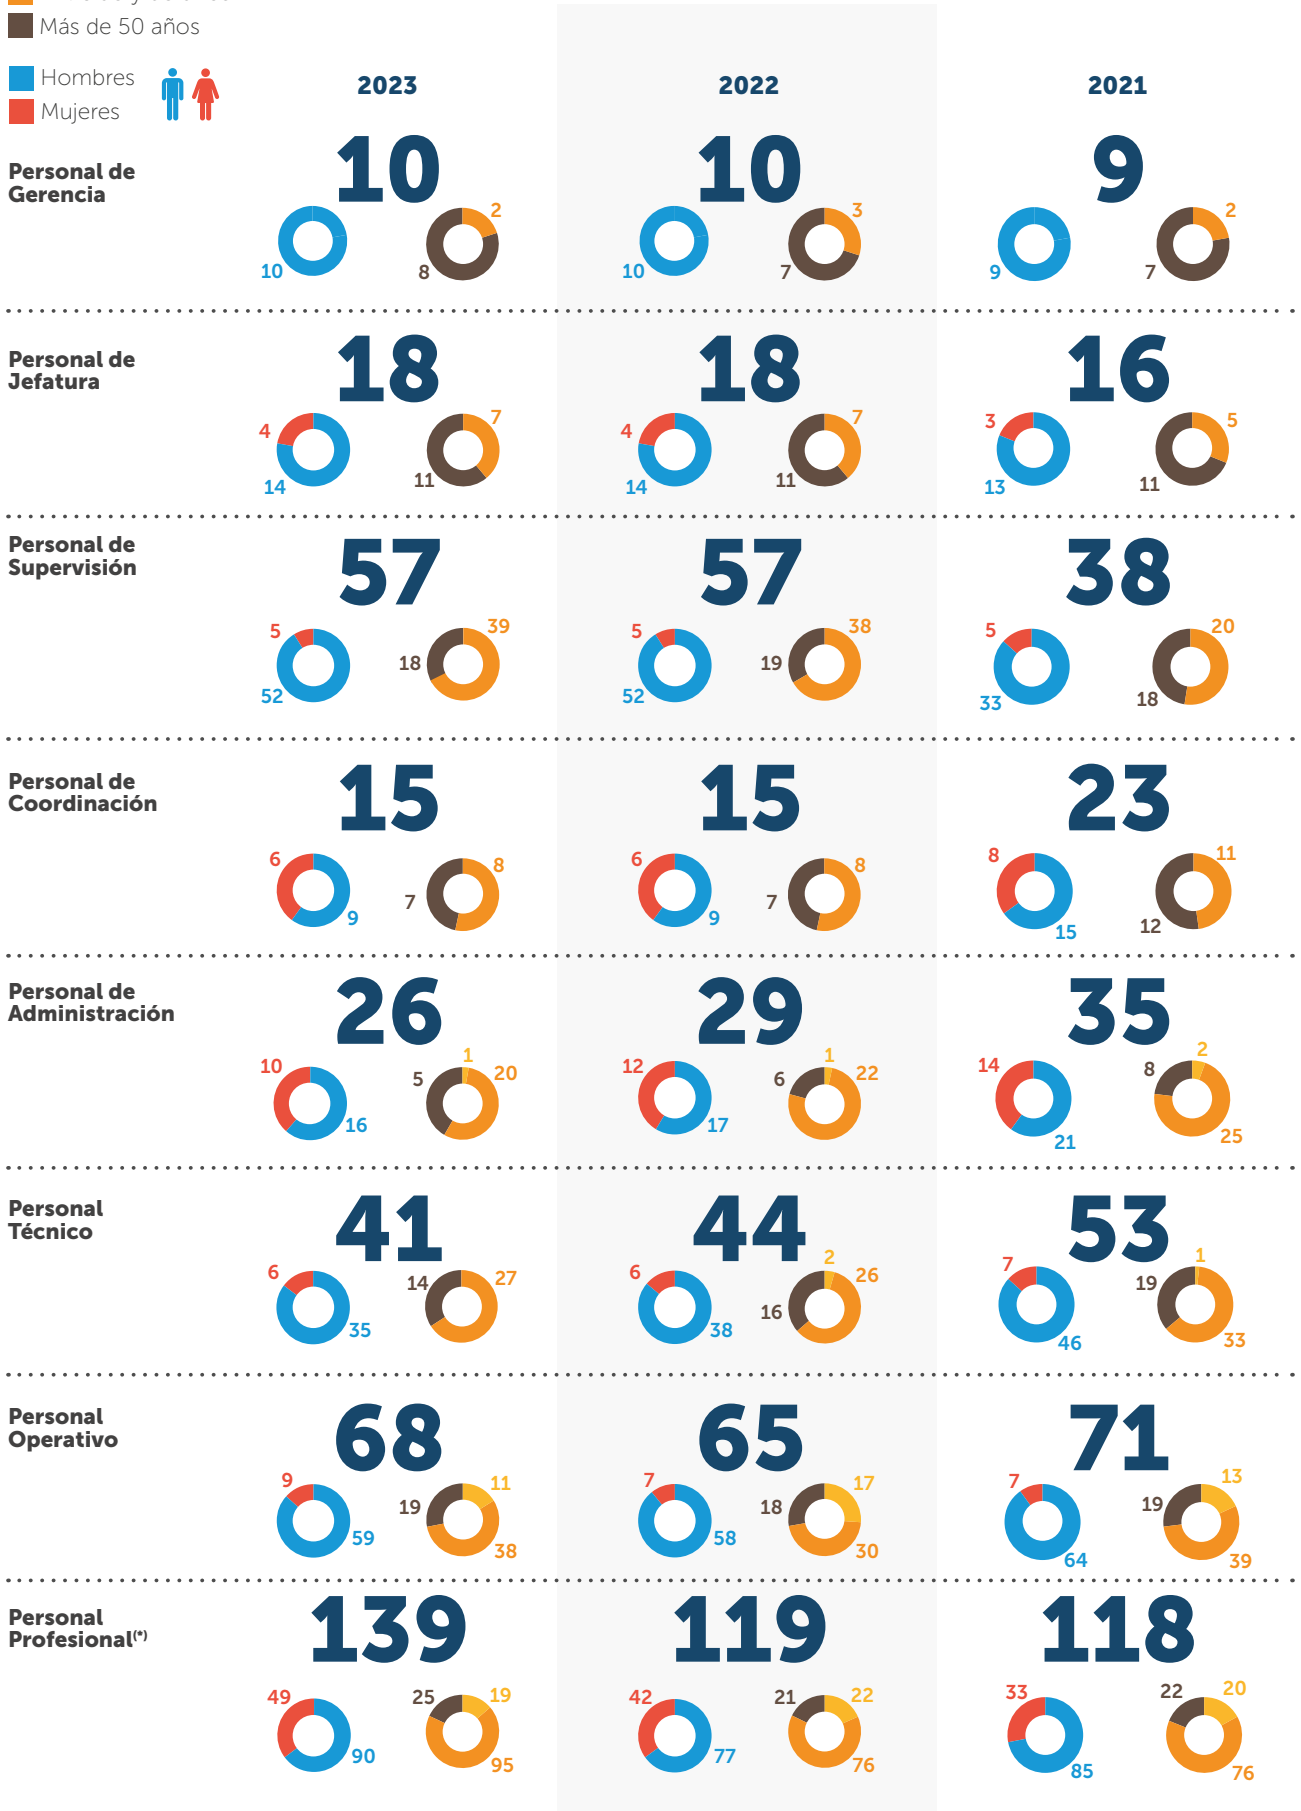 Más de 50 años
Hombres
Mujeres
2023 2022 2021
Personal de
Gerencia
10 10 9
2 3 2
10 8 10 7 9 7
Personal de
Jefatura
18 18 16
4 7 4 7 3 5
14 11 14 11 13 11
Personal de
Supervisión
57 57 38
5 39 5 38 5 20
52 18 52 19 33 18
Personal de
Coordinación
15 15 23
6 8 6 8 8 11
9 7 9 7 15 12
Personal de
Administración
26 29 35
10 5 1 20 12 6 1 22 14 8 2
16 17 21 25
Personal
Técnico
41 44 53
6 14 27 6 2 26 7 19 1
35 38 16 46 33
Personal
Operativo
68 65 71
9 19 11 7 18 17 7 19 13
59 38 58 30 64 39
Personal
Profesional(*)
139 119 118
49 25 19 42 21 22 33 22 20
90 95 77 76 85 76